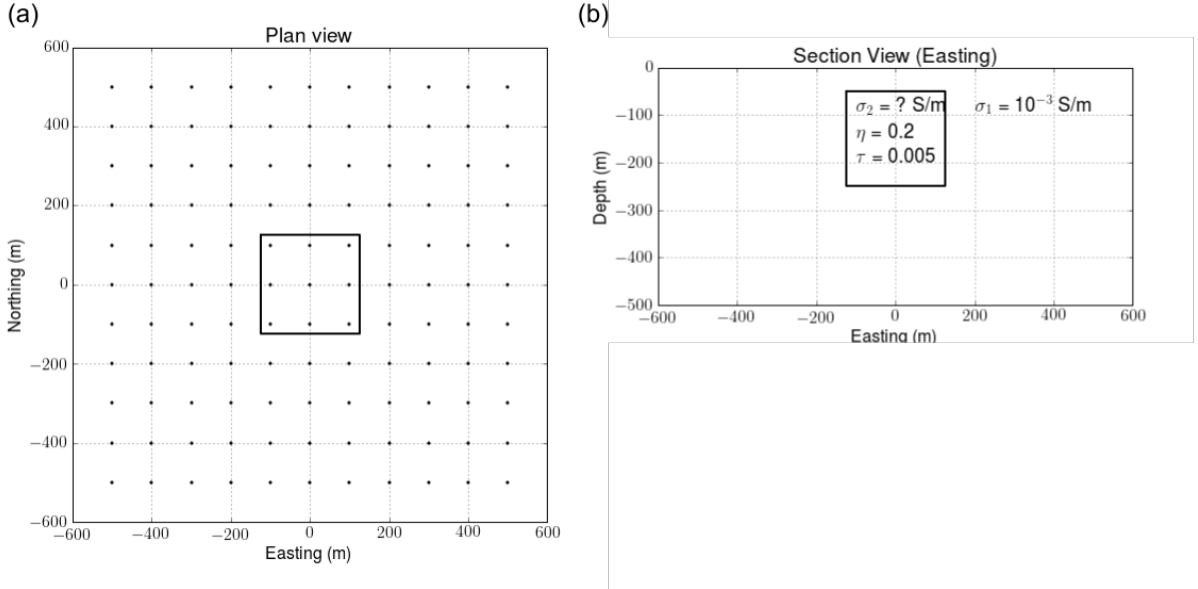 (a)
Plan view
600
400
200
0
−200
−400
−600
−600 −400 −200 0 200 400 600
Northing (m)
Easting (m)
(b)
Section View (Easting)
0
−100
−200
−300
−400
−500
−600 −400 −200 0 200 400 600
Depth (m)
σ₂ = ? S/m
η = 0.2
τ = 0.005
σ₁ = 10⁻³ S/m
Easting (m)